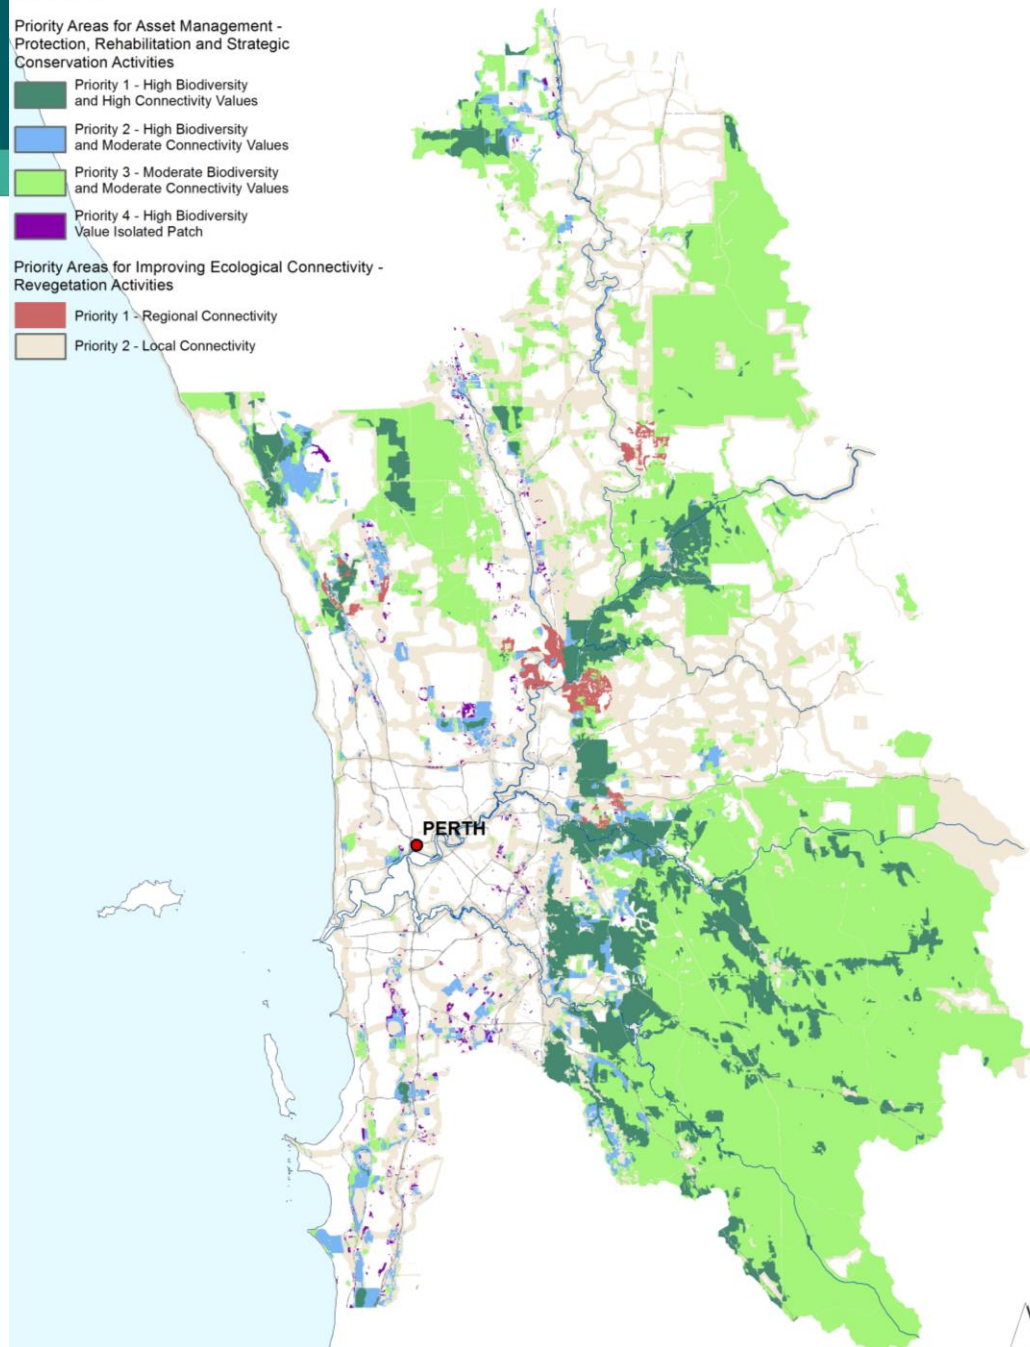 Priority Areas for Asset Management -
Protection, Rehabilitation and Strategic
Conservation Activities
Priority 1 - High Biodiversity
and High Connectivity Values
Priority 2 - High Biodiversity
and Moderate Connectivity Values
Priority 3 - Moderate Biodiversity
and Moderate Connectivity Values
Priority 4 - High Biodiversity
Value Isolated Patch
Priority Areas for Improving Ecological Connectivity -
Revegetation Activities
Priority 1 - Regional Connectivity
Priority 2 - Local Connectivity
PERTH